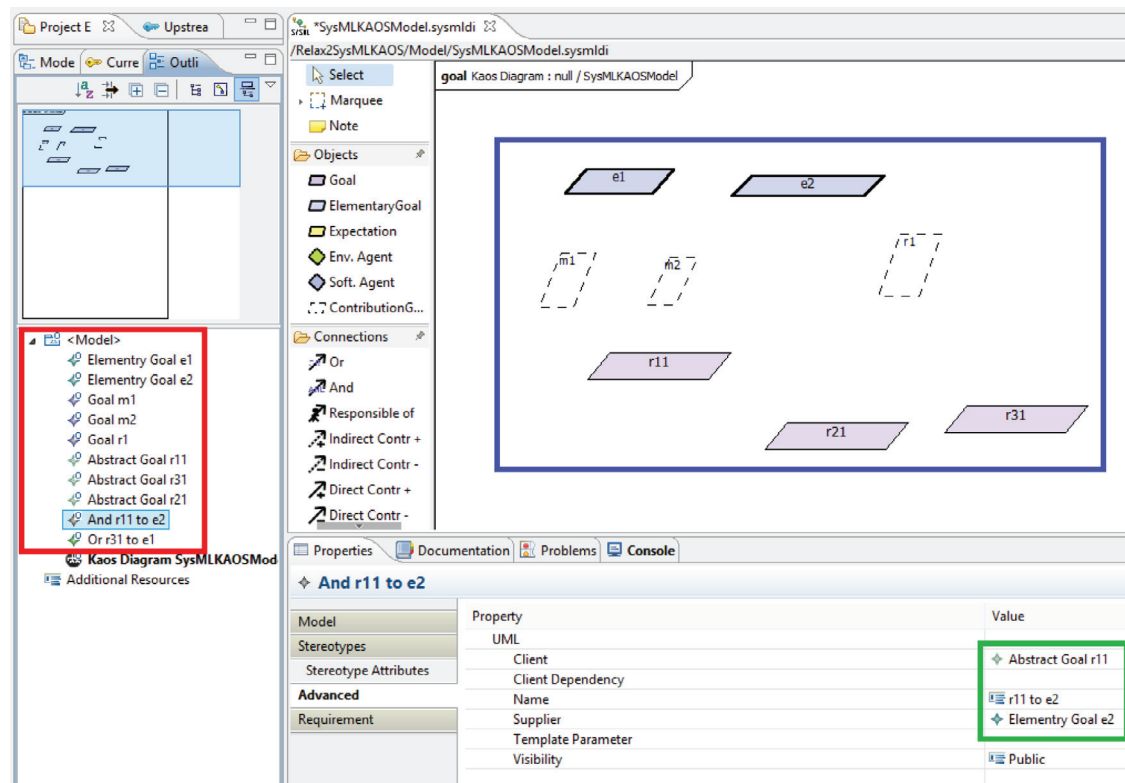 Project E Upstrea
Mode Curre Outli
<Model>
Elementry Goal e1
Elementry Goal e2
Goal m1
Goal m2
Goal r1
Abstract Goal r11
Abstract Goal r31
Abstract Goal r21
And r11 to e2
Or r31 to e1
Kaos Diagram SysMLKAOSMod
Additional Resources
*SysMLKAOSModel.sysmldi
/Relax2SysMLKAOS/Model/SysMLKAOSModel.sysmldi
Select
Marquee
Note
Objects
Goal
ElementaryGoal
Expectation
Env. Agent
Soft. Agent
ContributionG...
Connections
Or
And
Responsible of
Indirect Contr +
Indirect Contr -
Direct Contr +
Direct Contr -
goal Kaos Diagram : null / SysMLKAOSModel
e1 e2
m1 m2 r1
r11
r21 r31
Properties Documentation Problems Console
And r11 to e2
Model
Stereotypes
Stereotype Attributes
Advanced
Requirement
Property Value
UML
Client Abstract Goal r11
Client Dependency
Name r11 to e2
Supplier Elementry Goal e2
Template Parameter
Visibility Public